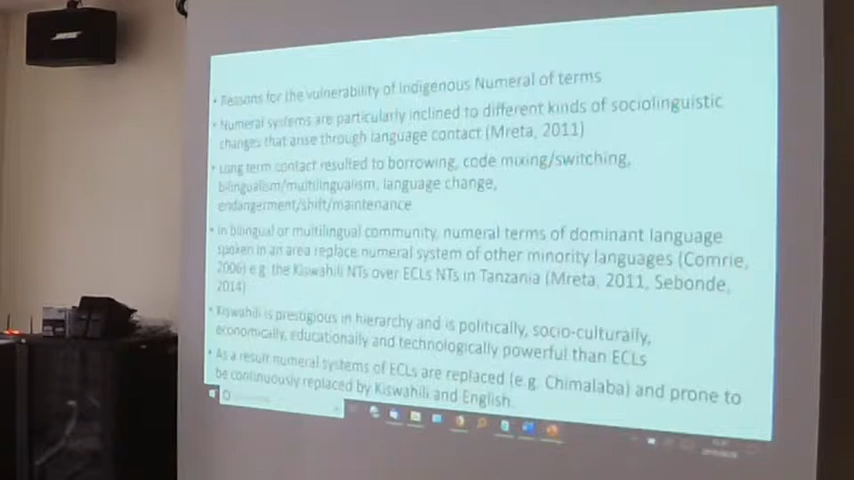 • Reasons for the vulnerability of Indigenous Numeral of terms
• Numeral systems are particularly inclined to different kinds of sociolinguistic
changes that arise through language contact (Mreta, 2011)
• Long term contact resulted to borrowing, code mixing/switching,
bilingualism/multilingualism, language change,
endangerment/shift/maintenance
• In bilingual or multilingual community, numeral terms of dominant language
spoken in an area replace numeral system of other minority languages (Comrie,
2006) e.g. the Kiswahili NTs over ECLs NTs in Tanzania (Mreta, 2011, Sebonde,
2014)
• Kiswahili is prestigious in hierarchy and is politically, socio-culturally,
economically, educationally and technologically powerful than ECLs
• As a result numeral systems of ECLs are replaced (e.g. Chimalaba) and prone to
be continuously replaced by Kiswahili and English.